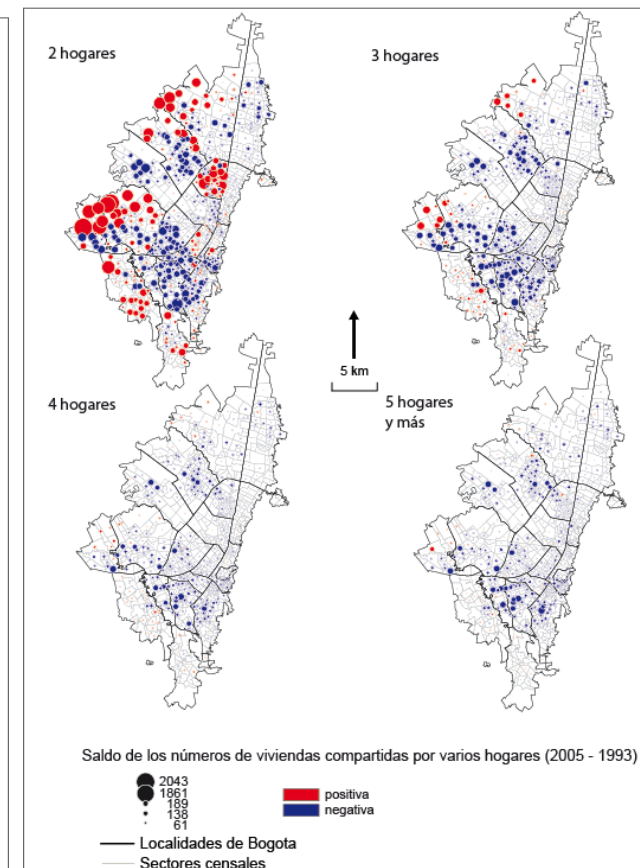 2 hogares
3 hogares
5 km
4 hogares
5 hogares
y más
Saldo de los números de viviendas compartidas por varios hogares (2005 - 1993)
2043
1861
189
138
61
positiva
negativa
Localidades de Bogota
Sectores censales